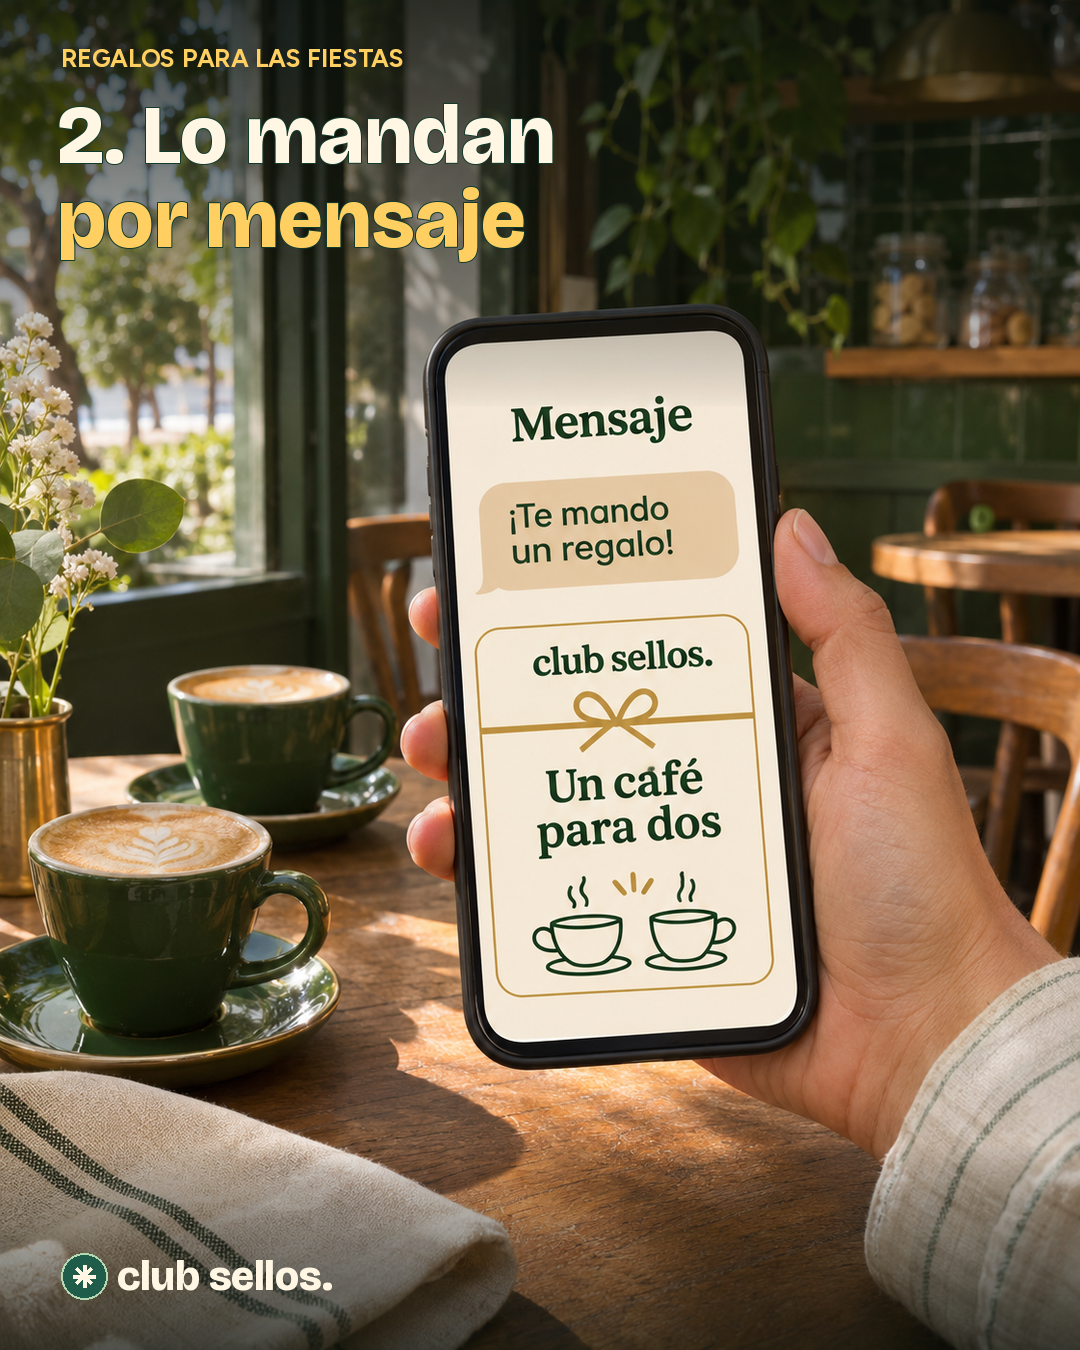 REGALOS PARA LAS FIESTAS
2. Lo mandan
por mensaje
Mensaje
¡Te mando
un regalo!
club sellos.
Un café
para dos
club sellos.